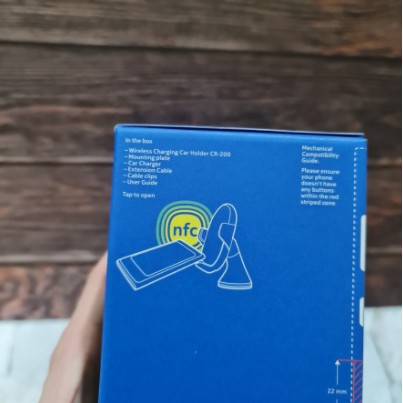 In the box
–Wireless Charging Car Holder CR-200
–Mounting plate
–Car Charger
–Extension Cable
–Cable clips
–User Guide
Tap to open
nfc
Mechanical
Compatibility
Guide:
Please ensure
your phone
doesn't have
any buttons
within the red
striped zone
22 mm